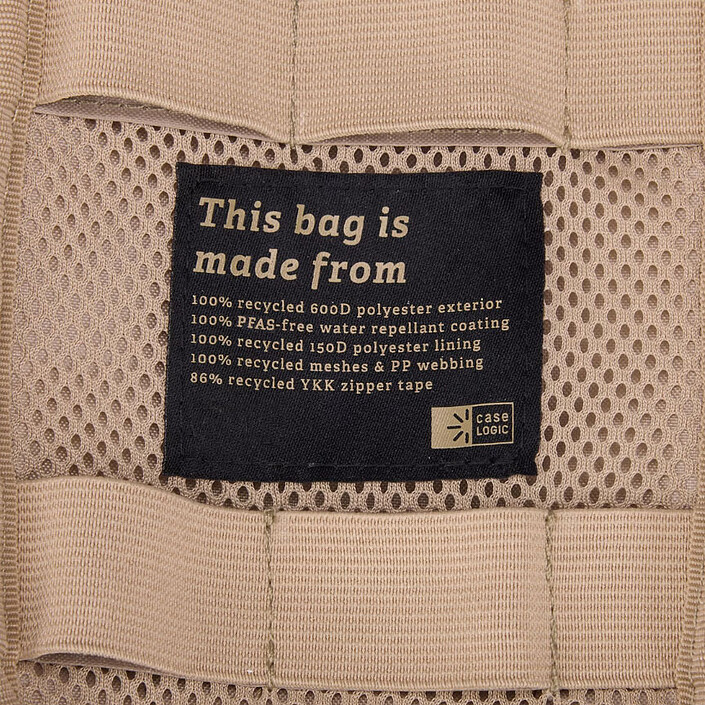 This bag is
made from
100% recycled 600D polyester exterior
100% PFAS-free water repellant coating
100% recycled 150D polyester lining
100% recycled meshes & PP webbing
86% recycled YKK zipper tape
case
LOGIC